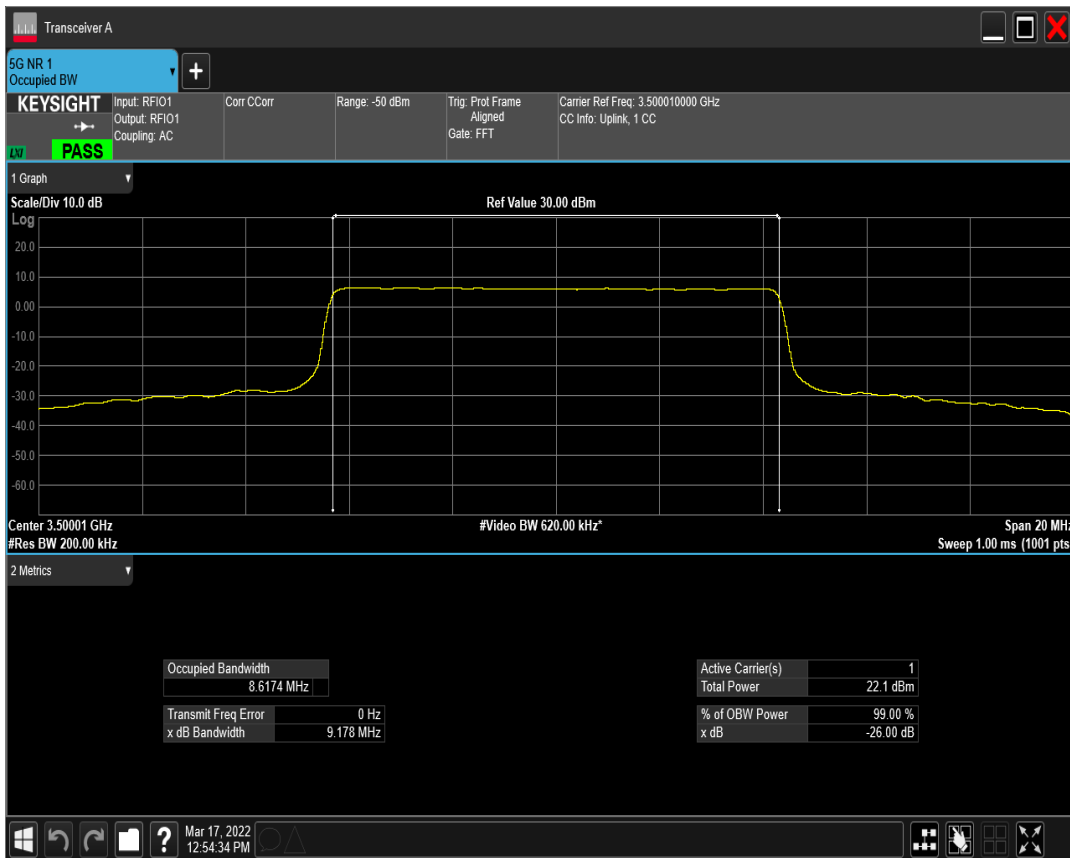 Transceiver A
5G NR 1
Occupied BW
KEYSIGHT
LXI
PASS
Input: RFIO1
Output: RFIO1
Coupling: AC
Corr CCorr
Range: -50 dBm
Trig: Prot Frame
Aligned
Gate: FFT
Carrier Ref Freq: 3.500010000 GHz
CC Info: Uplink, 1 CC
1 Graph
Scale/Div 10.0 dB
Ref Value 30.00 dBm
Log
20.0
10.0
0.00
-10.0
-20.0
-30.0
-40.0
-50.0
-60.0
Center 3.50001 GHz
#Video BW 620.00 kHz*
Span 20 MHz
#Res BW 200.00 kHz
Sweep 1.00 ms (1001 pts
2 Metrics
Occupied Bandwidth
8.6174 MHz
Transmit Freq Error 0 Hz
x dB Bandwidth 9.178 MHz
Active Carrier(s) 1
Total Power 22.1 dBm
% of OBW Power 99.00 %
x dB -26.00 dB
?
Mar 17, 2022
12:54:34 PM